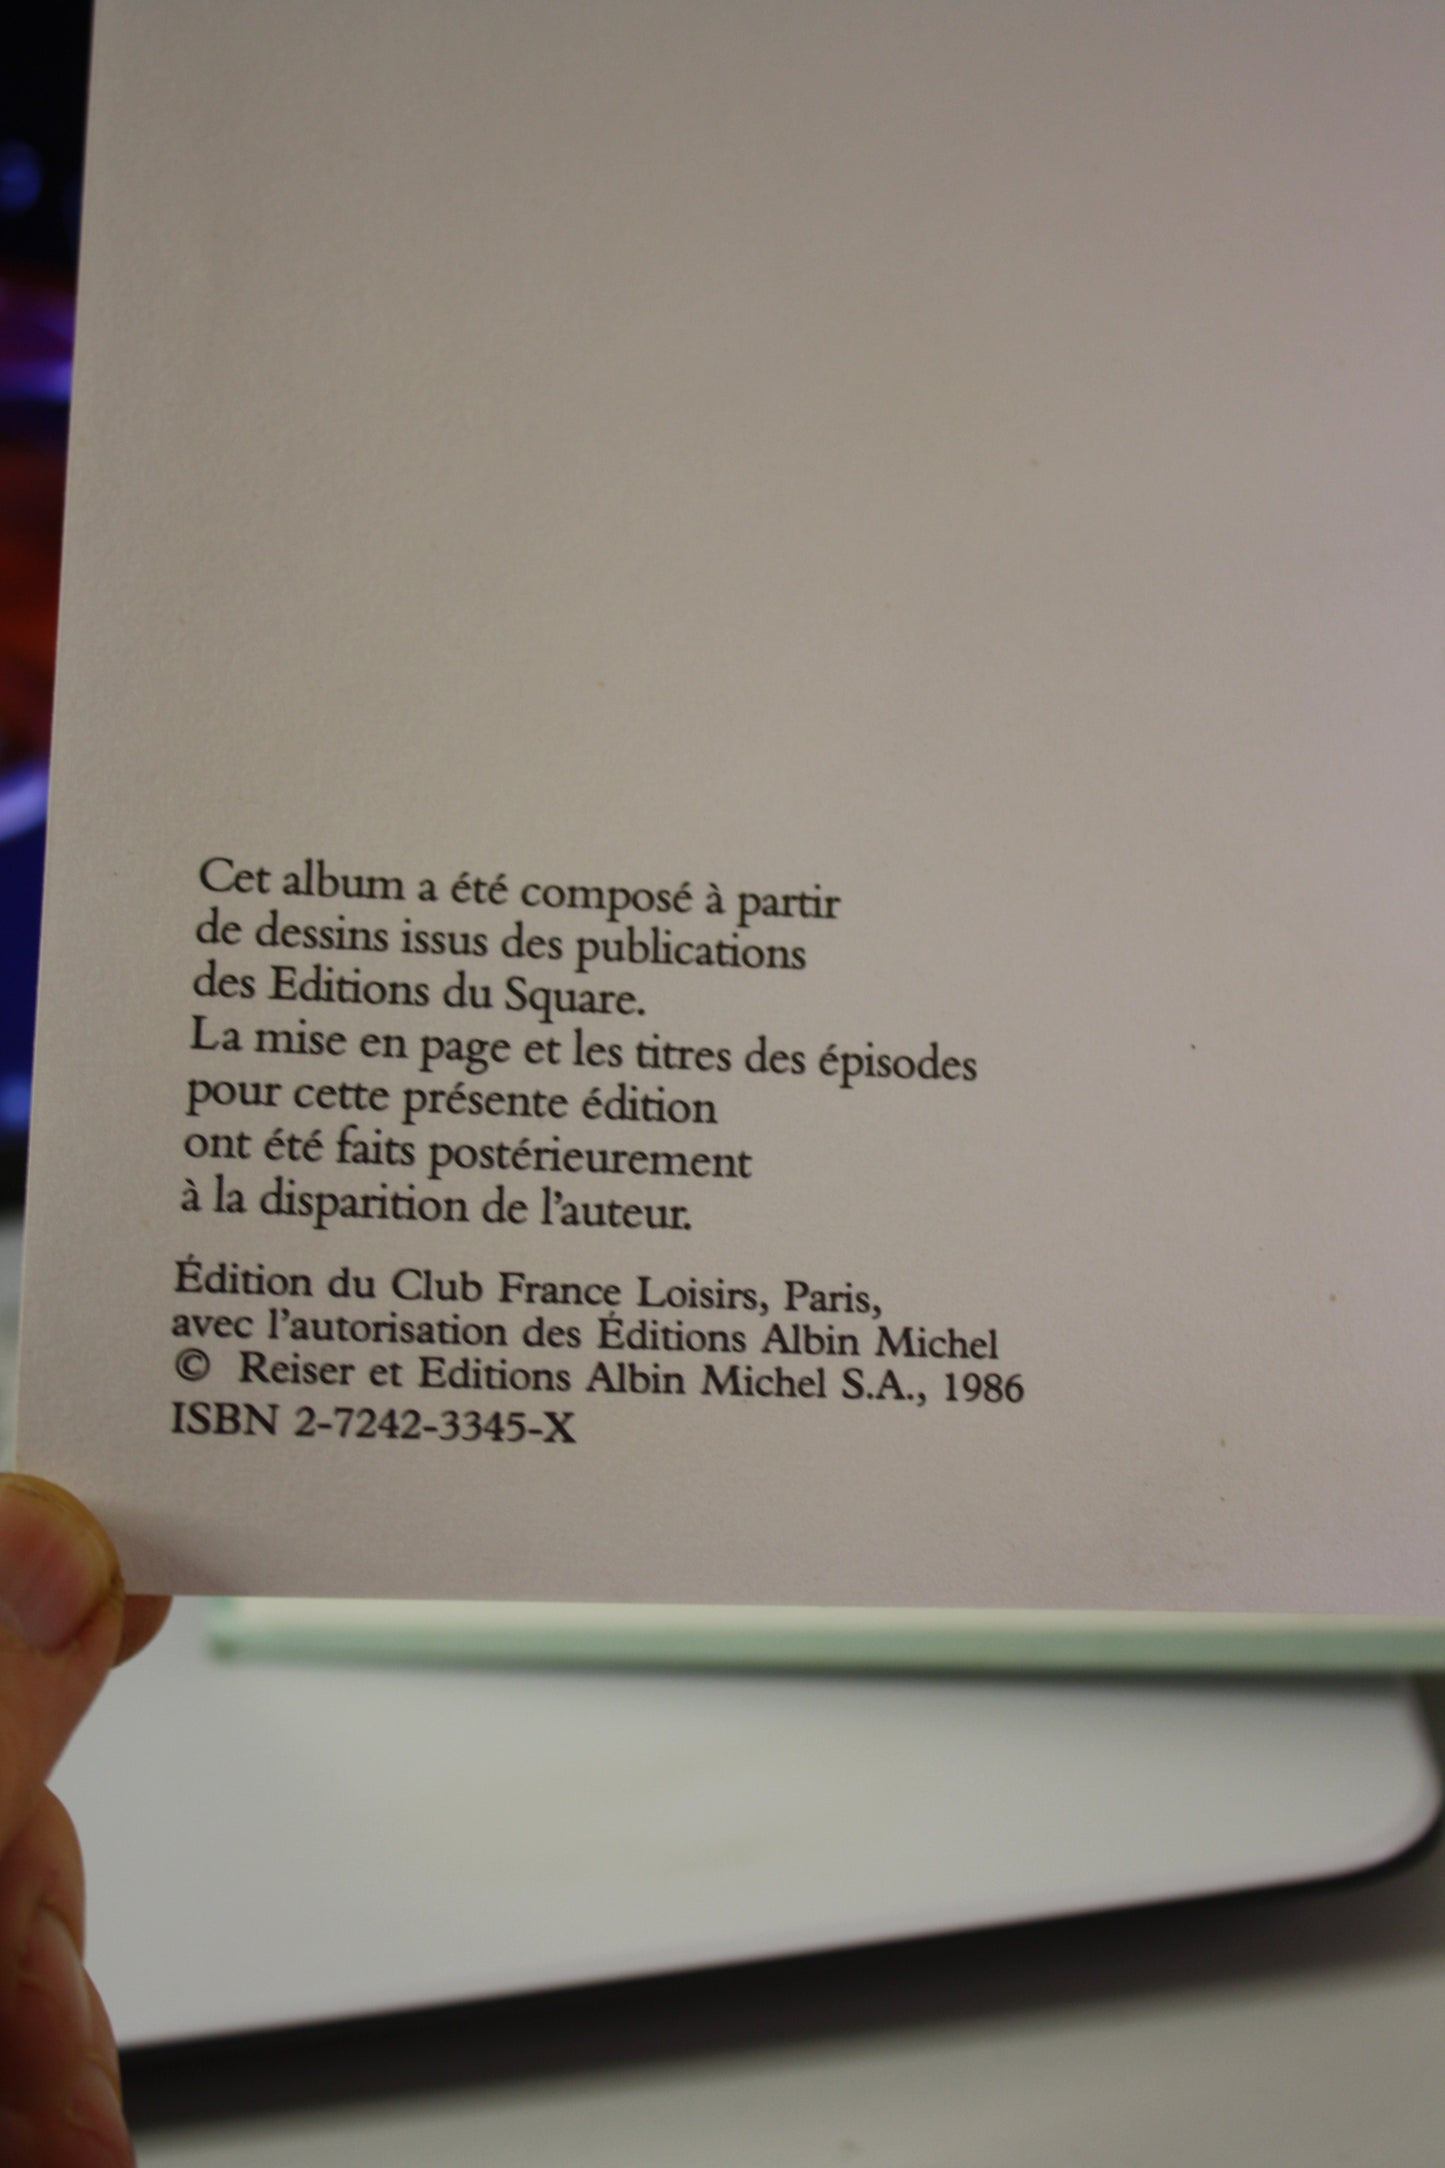 Cet album a été composé à partir
de dessins issus des publications
des Editions du Square.
La mise en page et les titres des épisodes
pour cette présente édition
ont été faits postérieurement
à la disparition de l'auteur.
Édition du Club France Loisirs, Paris,
avec l'autorisation des Éditions Albin Michel
© Reiser et Editions Albin Michel S.A., 1986
ISBN 2-7242-3345-X